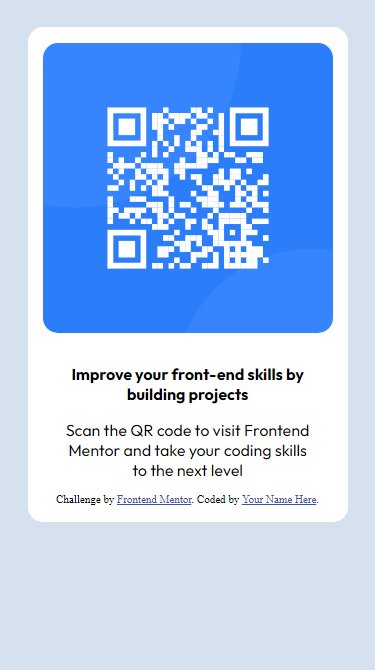 Improve your front-end skills by
building projects
Scan the QR code to visit Frontend
Mentor and take your coding skills
to the next level
Challenge by Frontend Mentor. Coded by Your Name Here.